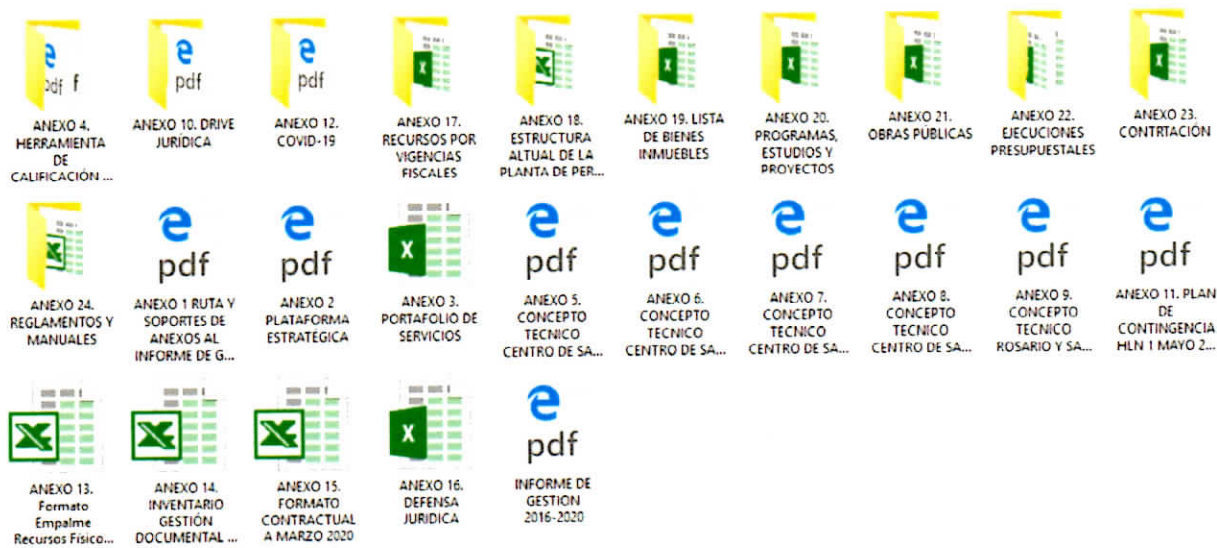 ANEXO 4. HERRAMIENTA DE CALIFICACIÓN ...
ANEXO 10. DRIVE JURÍDICA
ANEXO 12. COVID-19
ANEXO 17. RECURSOS POR VIGENCIAS FISCALES
ANEXO 18. ESTRUCTURA ALTUAL DE LA PLANTA DE PER...
ANEXO 19. LISTA DE BIENES INMUEBLES
ANEXO 20. PROGRAMAS, ESTUDIOS Y PROYECTOS
ANEXO 21. OBRAS PÚBLICAS
ANEXO 22. EJECUCIONES PRESUPUESTALES
ANEXO 23. CONTRTACIÓN
ANEXO 24. REGLAMENTOS Y MANUALES
pdf
ANEXO 1 RUTA Y SOPORTES DE ANEXOS AL INFORME DE G...
pdf
ANEXO 2 PLATAFORMA ESTRATÉGICA
ANEXO 3. PORTAFOLIO DE SERVICIOS
pdf
ANEXO 5. CONCEPTO TECNICO CENTRO DE SA...
pdf
ANEXO 6. CONCEPTO TECNICO CENTRO DE SA...
pdf
ANEXO 7. CONCEPTO TECNICO CENTRO DE SA...
pdf
ANEXO 8. CONCEPTO TECNICO CENTRO DE SA...
pdf
ANEXO 9. CONCEPTO TECNICO ROSARIO Y SA...
pdf
ANEXO 11. PLAN DE CONTINGENCIA HLN 1 MAYO 2...
ANEXO 13. Formato Empalme Recursos Físico...
ANEXO 14. INVENTARIO GESTIÓN DOCUMENTAL ...
ANEXO 15. FORMATO CONTRACTUAL A MARZO 2020
ANEXO 16. DEFENSA JURIDICA
pdf
INFORME DE GESTION 2016-2020